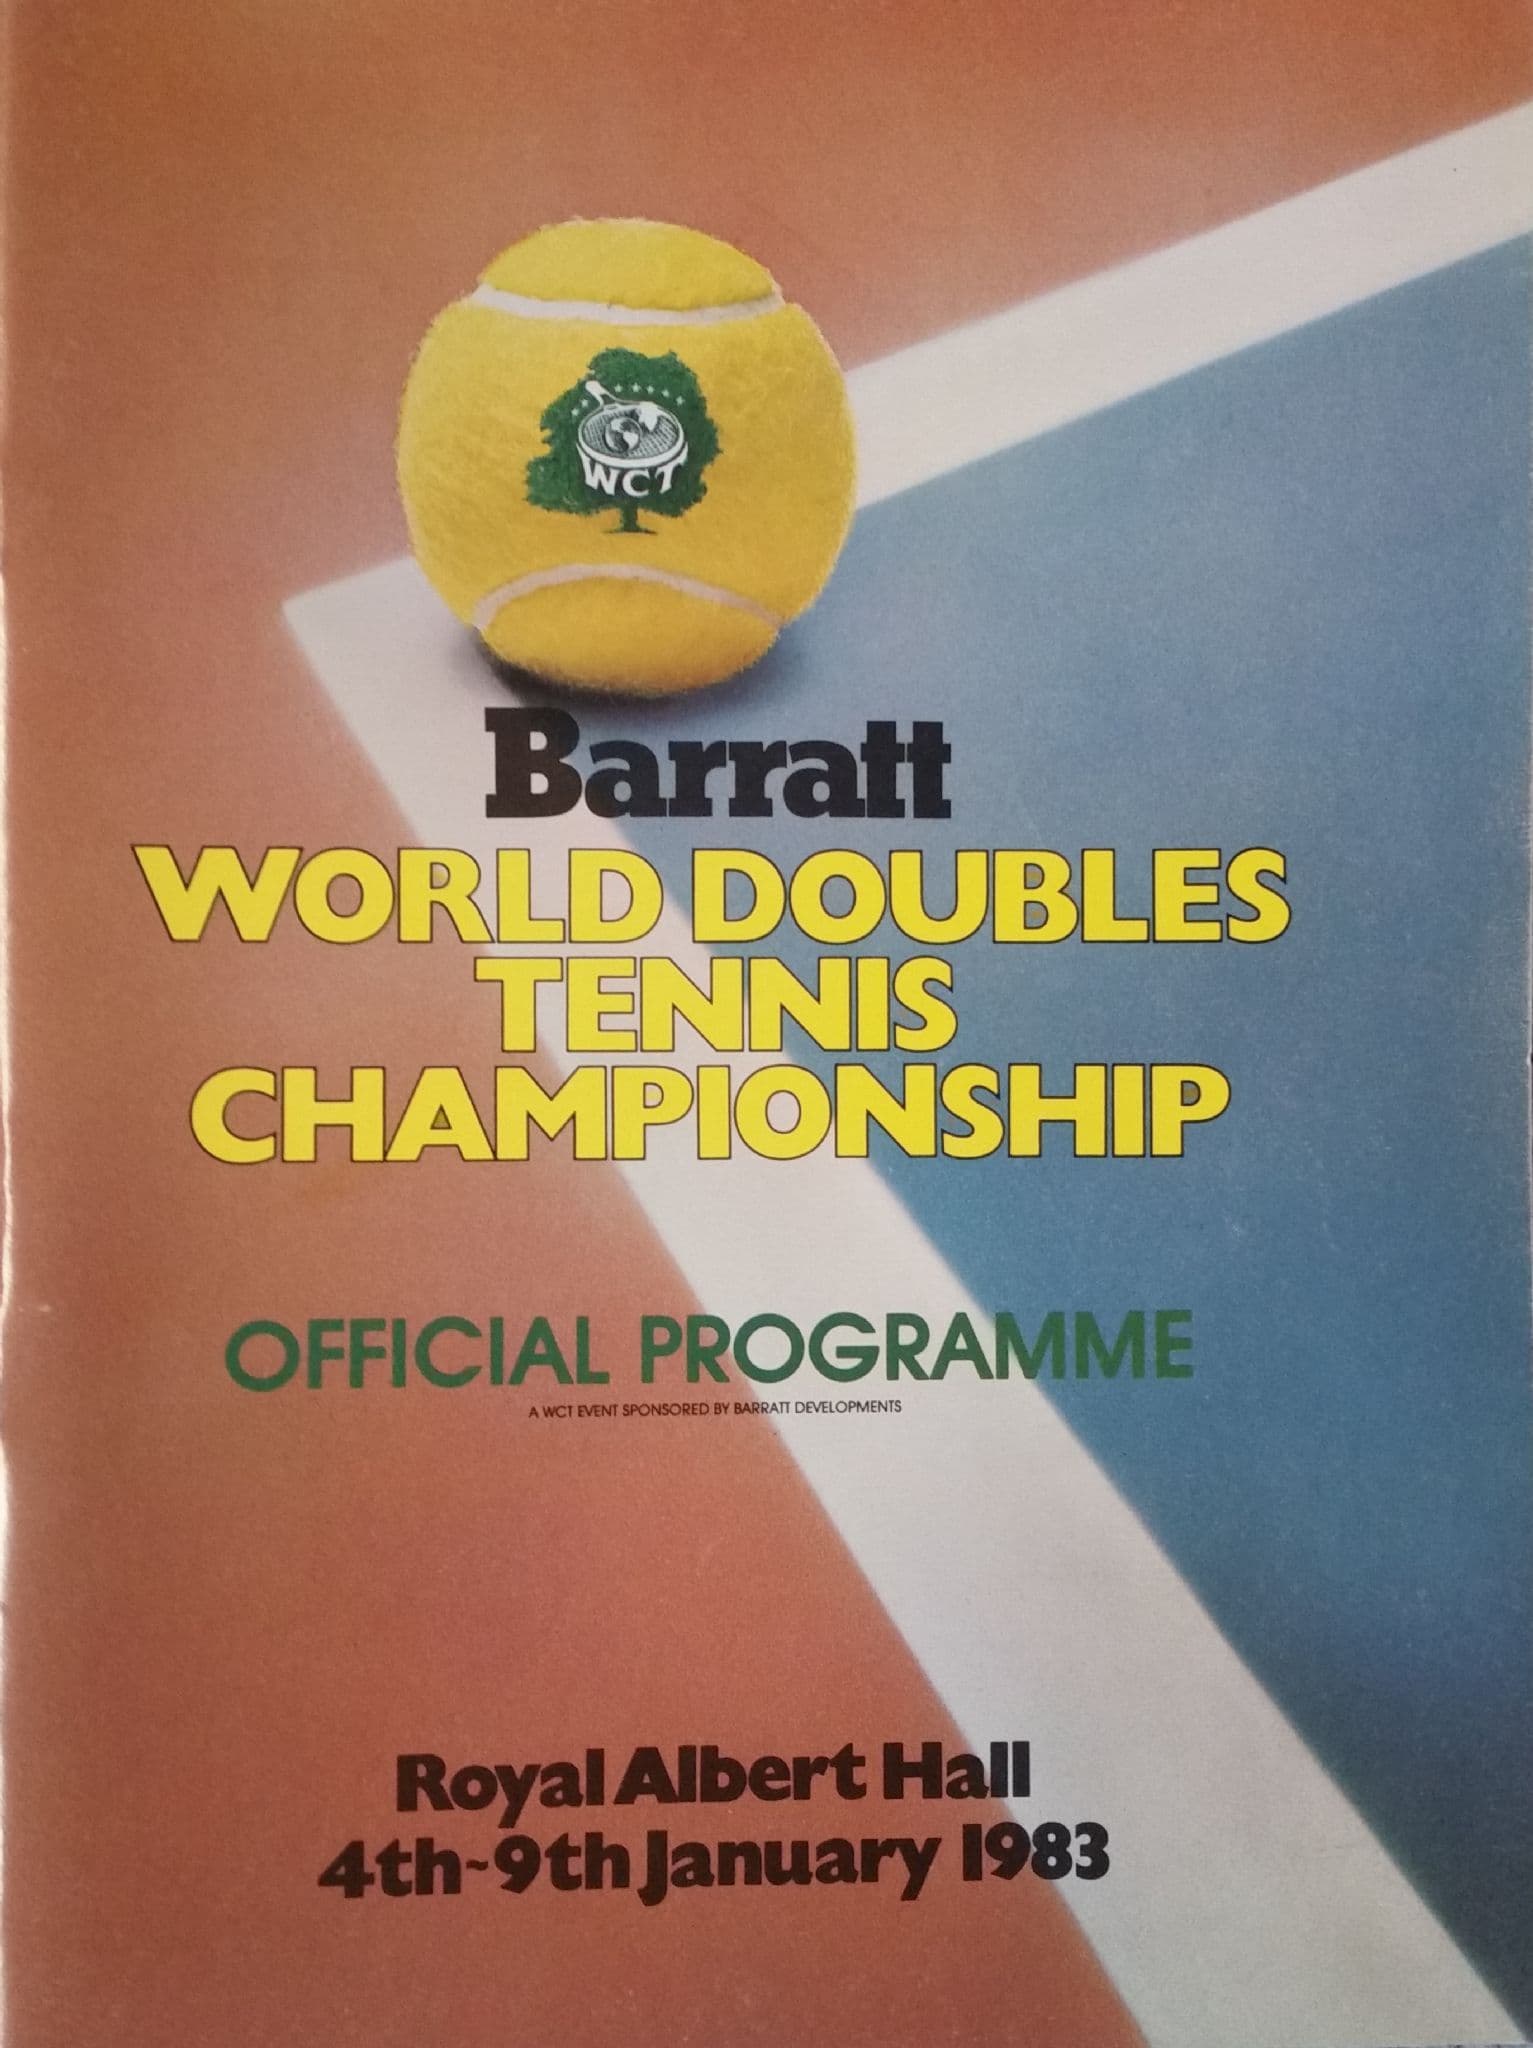 WCT
Barratt
WORLD DOUBLES
TENNIS
CHAMPIONSHIP
OFFICIAL PROGRAMME
A WCT EVENT SPONSORED BY BARRATT DEVELOPMENTS
Royal Albert Hall
4th-9th January 1983